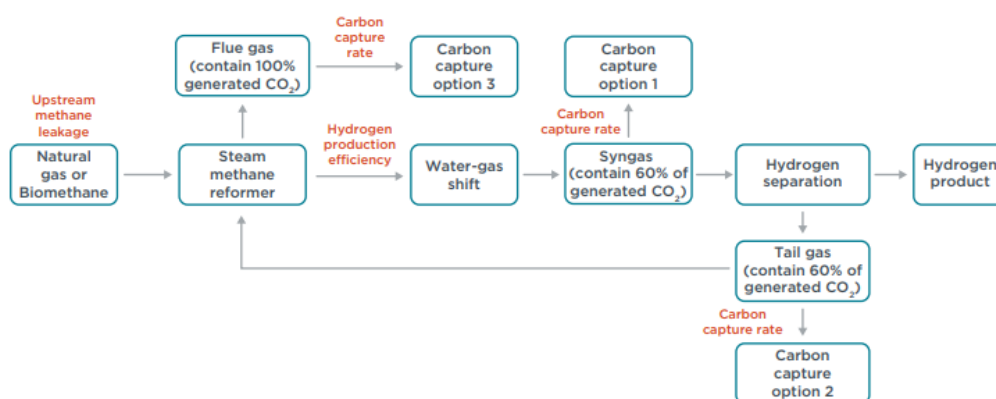 Flue gas
(contain 100%
generated CO₂)
Carbon
capture
rate
Carbon
capture
option 3
Carbon
capture
option 1
Upstream
methane
leakage
Natural
gas or
Biomethane
Steam
methane
reformer
Hydrogen
production
efficiency
Water-gas
shift
Carbon
capture rate
Syngas
(contain 60% of
generated CO₂)
Hydrogen
separation
Hydrogen
product
Tail gas
(contain 60% of
generated CO₂)
Carbon
capture rate
Carbon
capture
option 2